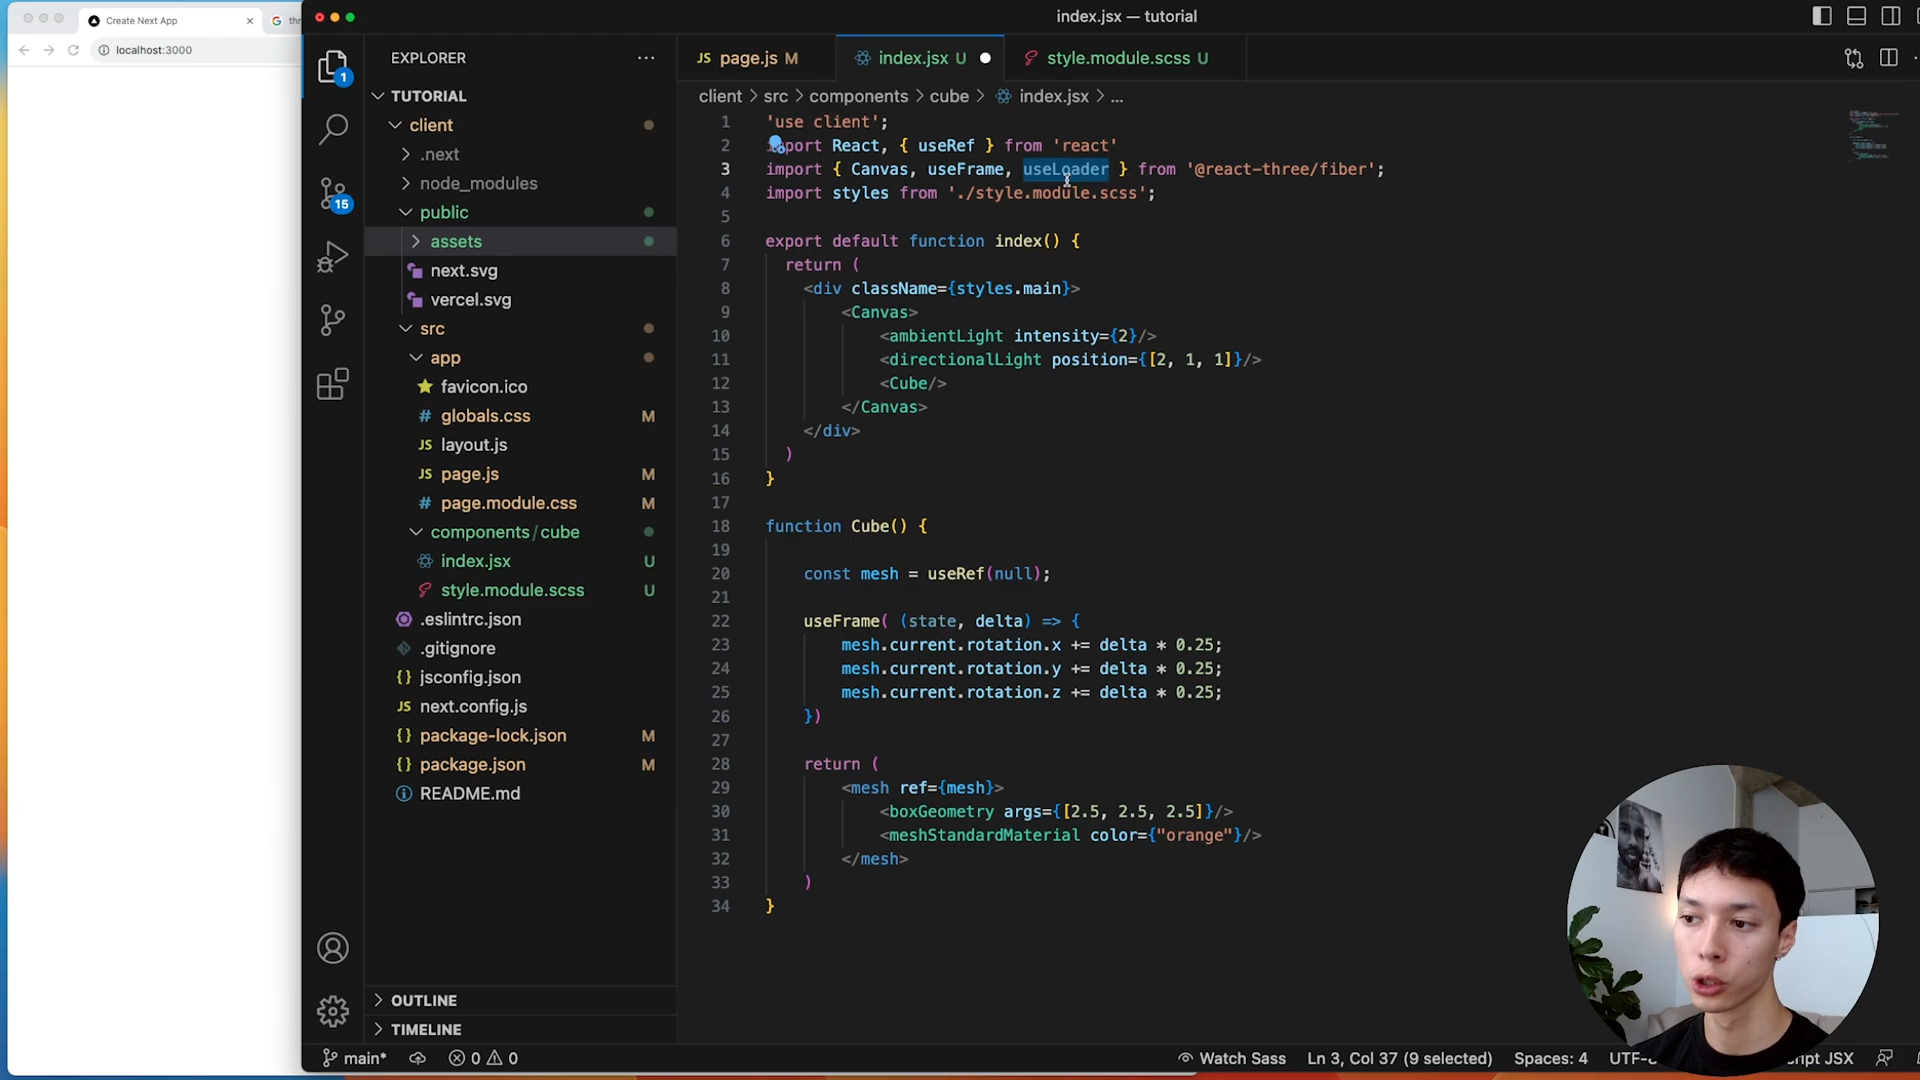 Create Next App
G thr
localhost:3000
index.jsx — tutorial
EXPLORER
TUTORIAL
client
.next
node_modules
public
assets
next.svg
vercel.svg
src
app
favicon.ico
# globals.css M
JS layout.js
JS page.js M
# page.module.css M
components/cube
index.jsx U
style.module.scss U
.eslintrc.json
.gitignore
{} jsconfig.json
JS next.config.js
{} package-lock.json M
{} package.json M
README.md
OUTLINE
TIMELINE
1
15
JS page.js M
index.jsx U
style.module.scss U
client > src > components > cube > index.jsx > ...
1 'use client';
2 import React, { useRef } from 'react'
3 import { Canvas, useFrame, useLoader } from '@react-three/fiber';
4 import styles from './style.module.scss';
5
6 export default function index() {
7 return (
8 <div className={styles.main}>
9 <Canvas>
10 <ambientLight intensity={2}/>
11 <directionalLight position={[2, 1, 1]}/>
12 <Cube/>
13 </Canvas>
14 </div>
15 )
16 }
17
18 function Cube() {
19
20 const mesh = useRef(null);
21
22 useFrame( (state, delta) => {
23 mesh.current.rotation.x += delta * 0.25;
24 mesh.current.rotation.y += delta * 0.25;
25 mesh.current.rotation.z += delta * 0.25;
26 })
27
28 return (
29 <mesh ref={mesh}>
30 <boxGeometry args={[2.5, 2.5, 2.5]}/>
31 <meshStandardMaterial color={"orange"}/>
32 </mesh>
33 )
34 }
main* 0 0 Watch Sass Ln 3, Col 37 (9 selected) Spaces: 4 UTF-8 cript JSX